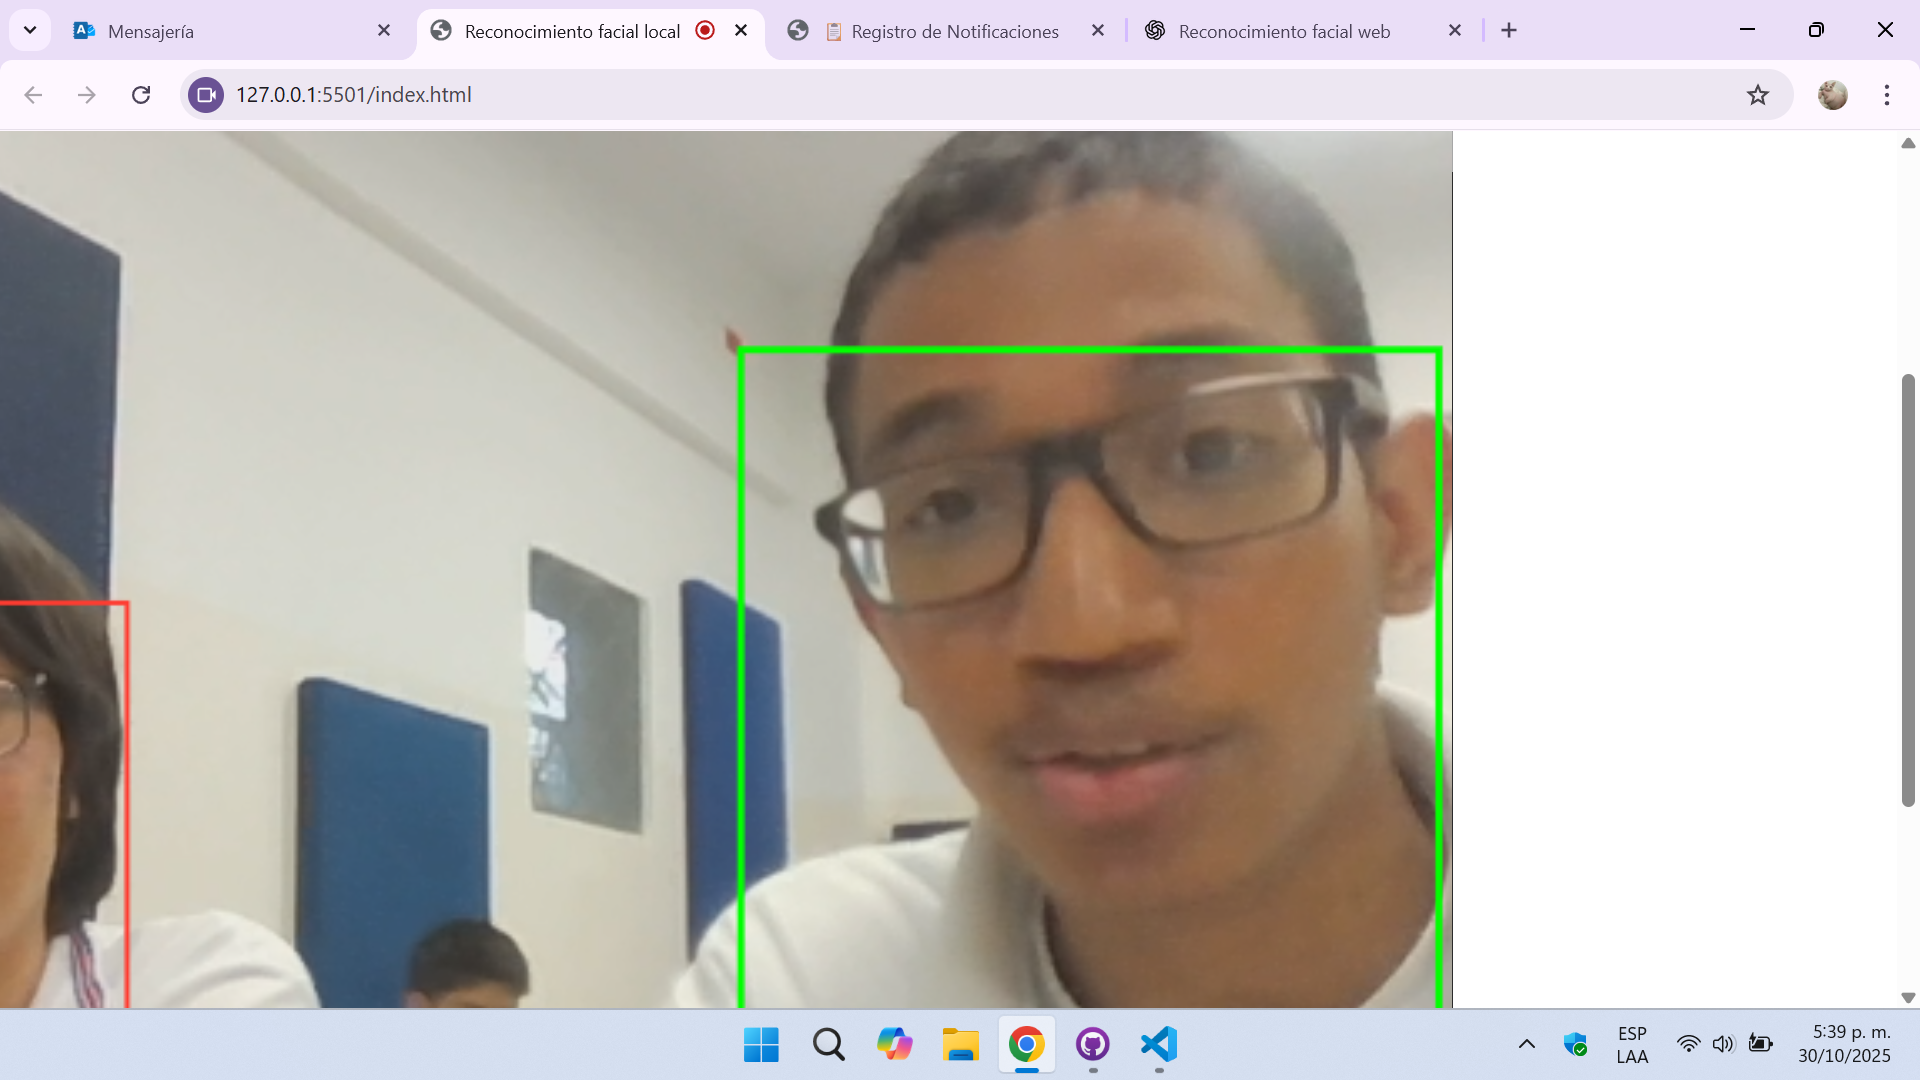 Mensajería
Reconocimiento facial local
Registro de Notificaciones
Reconocimiento facial web
127.0.0.1:5501/index.html
ESP
LAA
5:39 p. m.
30/10/2025